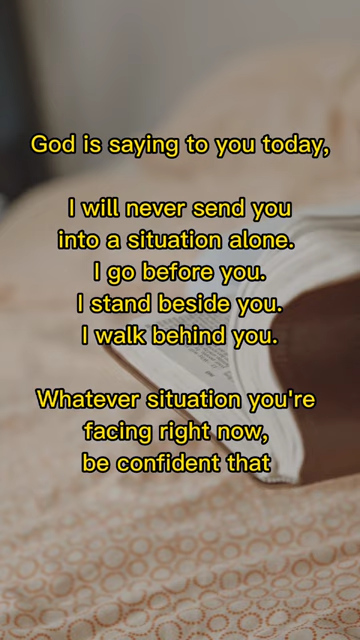 God is saying to you today,
I will never send you
into a situation alone.
I go before you.
I stand beside you.
I walk behind you.
Whatever situation you're
facing right now,
be confident that